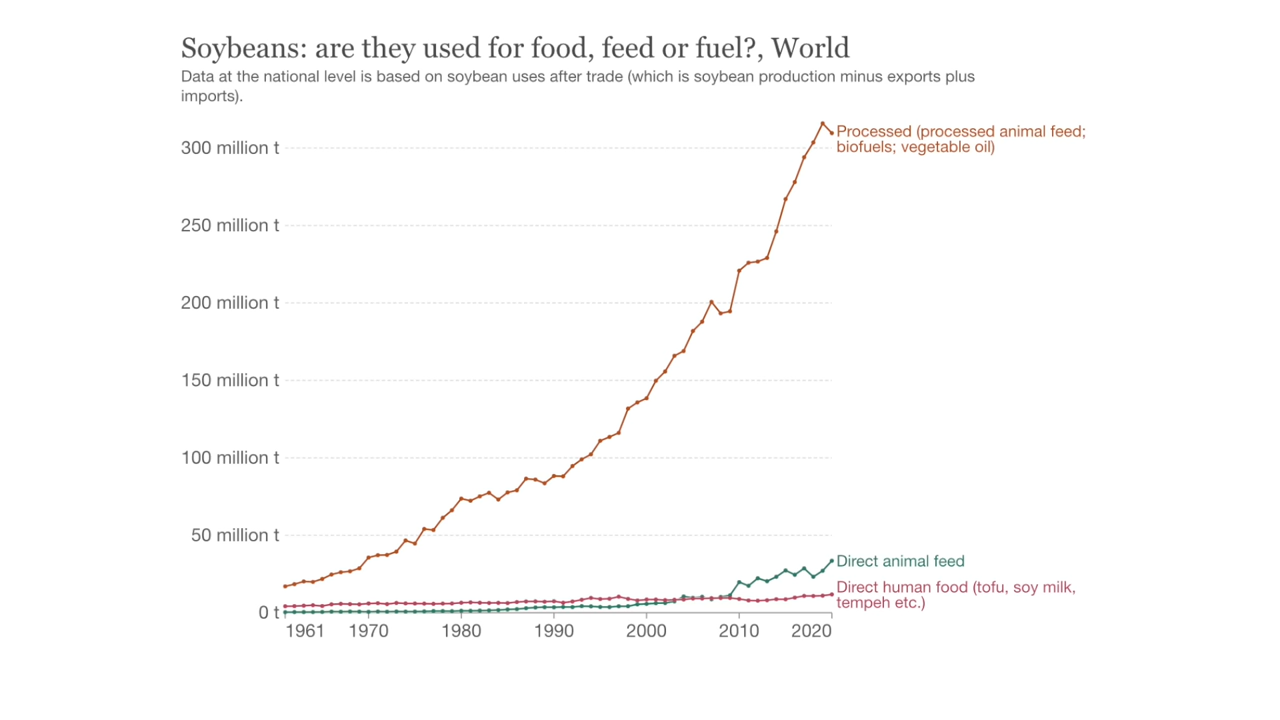 Soybeans: are they used for food, feed or fuel?, World
Data at the national level is based on soybean uses after trade (which is soybean production minus exports plus
imports).
300 million t
250 million t
200 million t
150 million t
100 million t
50 million t
0 t
1961 1970 1980 1990 2000 2010 2020
Processed (processed animal feed;
biofuels; vegetable oil)
Direct animal feed
Direct human food (tofu, soy milk,
tempeh etc.)